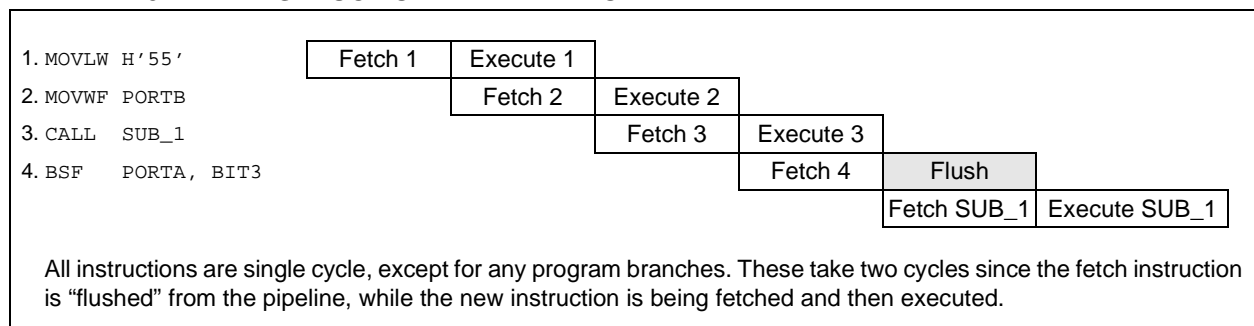 1. MOVLW H'55' Fetch 1 Execute 1
2. MOVWF PORTB Fetch 2 Execute 2
3. CALL SUB_1 Fetch 3 Execute 3
4. BSF PORTA, BIT3 Fetch 4 Flush
Fetch SUB_1 Execute SUB_1
All instructions are single cycle, except for any program branches. These take two cycles since the fetch instruction
is “flushed” from the pipeline, while the new instruction is being fetched and then executed.